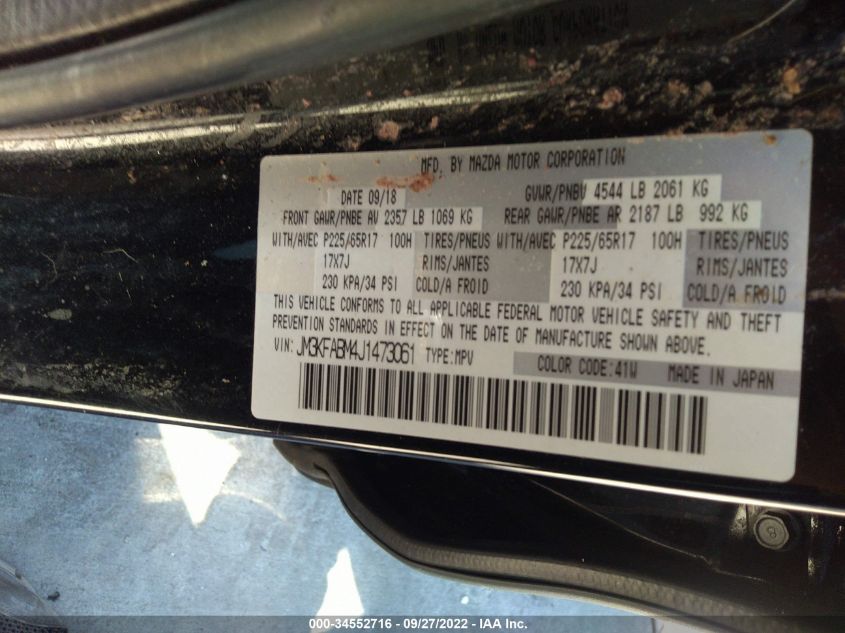 MFD. BY MAZDA MOTOR CORPORATION
DATE 09/18 GVWR/PNBV 4544 LB 2061 KG
FRONT GAWR/PNBE AV 2357 LB 1069 KG REAR GAWR/PNBE AR 2187 LB 992 KG
WITH/AVEC P225/65R17 100H TIRES/PNEUS WITH/AVEC P225/65R17 100H TIRES/PNEUS
17X7J RIMS/JANTES 17X7J RIMS/JANTES
230 KPA/34 PSI COLD/A FROID 230 KPA/34 PSI COLD/A FROID
THIS VEHICLE CONFORMS TO ALL APPLICABLE FEDERAL MOTOR VEHICLE SAFETY AND THEFT
PREVENTION STANDARDS IN EFFECT ON THE DATE OF MANUFACTURE SHOWN ABOVE.
VIN: JM3KFABM4J1473061 TYPE:MPV COLOR CODE:41W MADE IN JAPAN
8
000-34552716 - 09/27/2022 - IAA Inc.